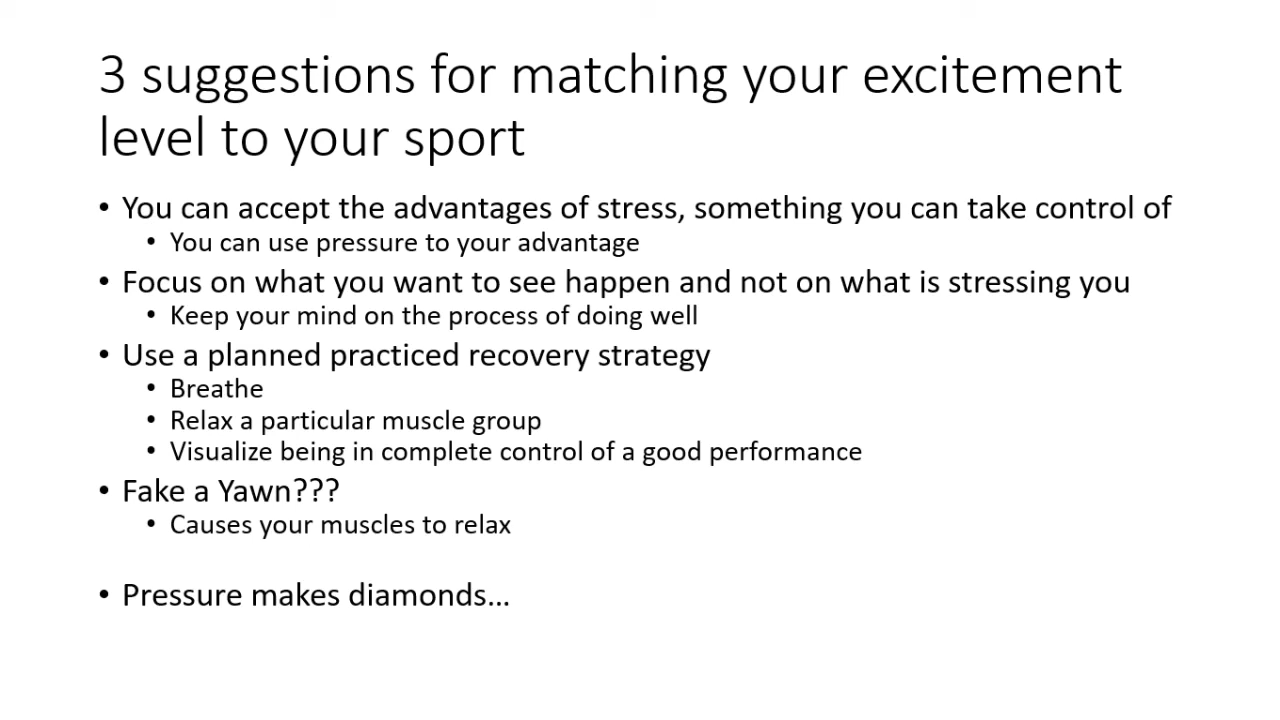 3 suggestions for matching your excitement
level to your sport
• You can accept the advantages of stress, something you can take control of
• You can use pressure to your advantage
• Focus on what you want to see happen and not on what is stressing you
• Keep your mind on the process of doing well
• Use a planned practiced recovery strategy
• Breathe
• Relax a particular muscle group
• Visualize being in complete control of a good performance
• Fake a Yawn???
• Causes your muscles to relax
• Pressure makes diamonds…